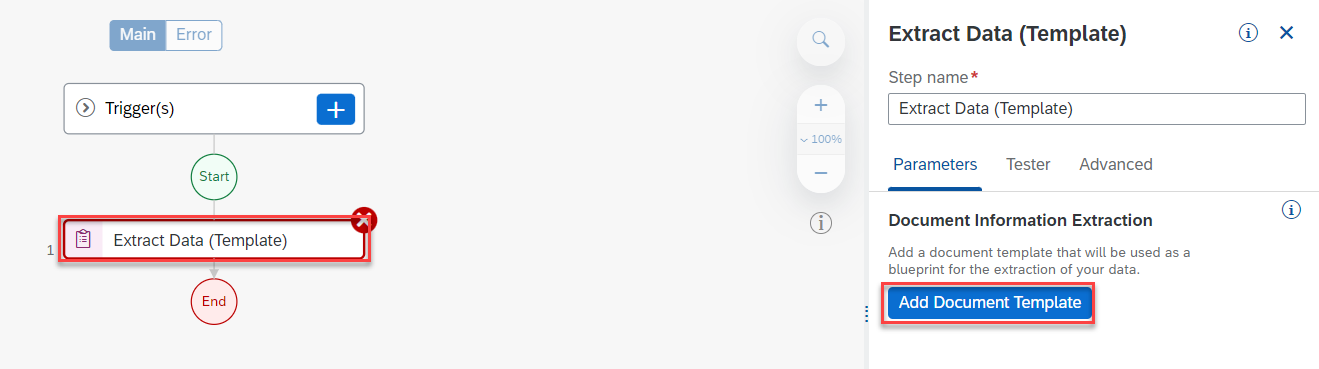 Main Error
Trigger(s)
Start
1 Extract Data (Template)
End
100%
Extract Data (Template)
Step name*
Extract Data (Template)
Parameters Tester Advanced
Document Information Extraction
Add a document template that will be used as a
blueprint for the extraction of your data.
Add Document Template